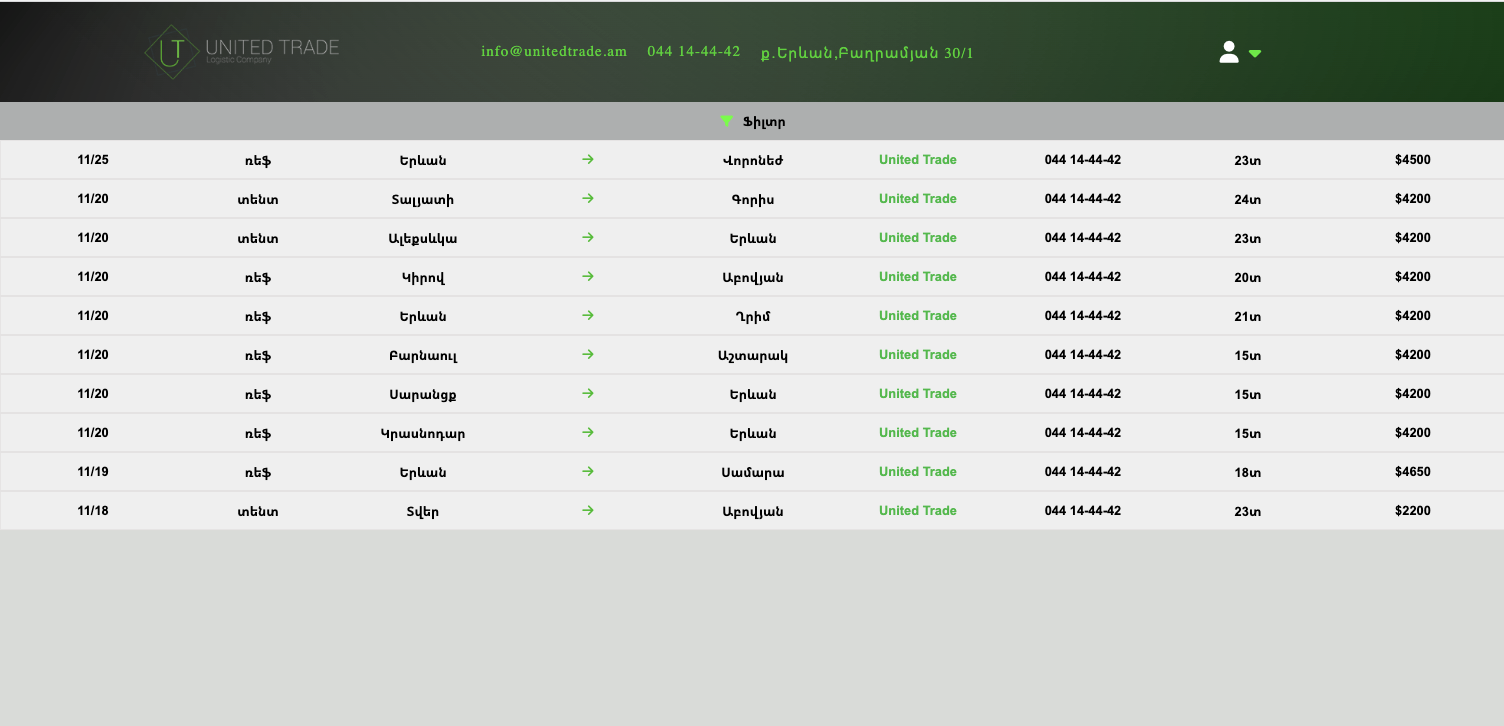 UNITED TRADE
Logistic Company
info@unitedtrade.am 044 14-44-42 ք.Երևան,Բաղրամյան 30/1
Ֆիլտր
11/25 ռեֆ Երևան → Վորոնեժ United Trade 044 14-44-42 23տ $4500
11/20 տենտ Տալյատի → Գորիս United Trade 044 14-44-42 24տ $4200
11/20 տենտ Ալեքսևկա → Երևան United Trade 044 14-44-42 23տ $4200
11/20 ռեֆ Կիրով → Աբովյան United Trade 044 14-44-42 20տ $4200
11/20 ռեֆ Երևան → Ղրիմ United Trade 044 14-44-42 21տ $4200
11/20 ռեֆ Բարնաուլ → Աշտարակ United Trade 044 14-44-42 15տ $4200
11/20 ռեֆ Սարանցք → Երևան United Trade 044 14-44-42 15տ $4200
11/20 ռեֆ Կրասնոդար → Երևան United Trade 044 14-44-42 15տ $4200
11/19 ռեֆ Երևան → Սամարա United Trade 044 14-44-42 18տ $4650
11/18 տենտ Տվեր → Աբովյան United Trade 044 14-44-42 23տ $2200